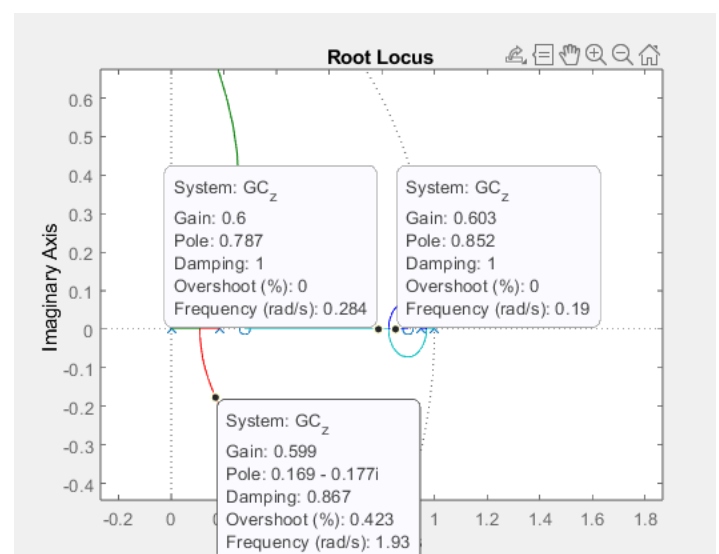 Root Locus
Imaginary Axis
0.6
0.5
0.4
0.3
0.2
0.1
0
-0.1
-0.2
-0.3
-0.4
System: GCz
Gain: 0.6
Pole: 0.787
Damping: 1
Overshoot (%): 0
Frequency (rad/s): 0.284
System: GCz
Gain: 0.603
Pole: 0.852
Damping: 1
Overshoot (%): 0
Frequency (rad/s): 0.19
System: GCz
Gain: 0.599
Pole: 0.169 - 0.177i
Damping: 0.867
Overshoot (%): 0.423
Frequency (rad/s): 1.93
-0.2 0 1 1.2 1.4 1.6 1.8